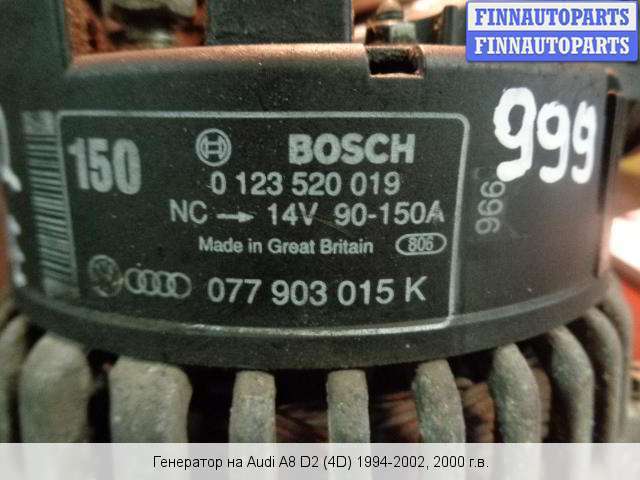 FINNAUTOPARTS
FINNAUTOPARTS
150
BOSCH
999
0 123 520 019
966
NC → 14V 90-150A
Made in Great Britain 806
077 903 015 K
Генератор на Audi A8 D2 (4D) 1994-2002, 2000 г.в.